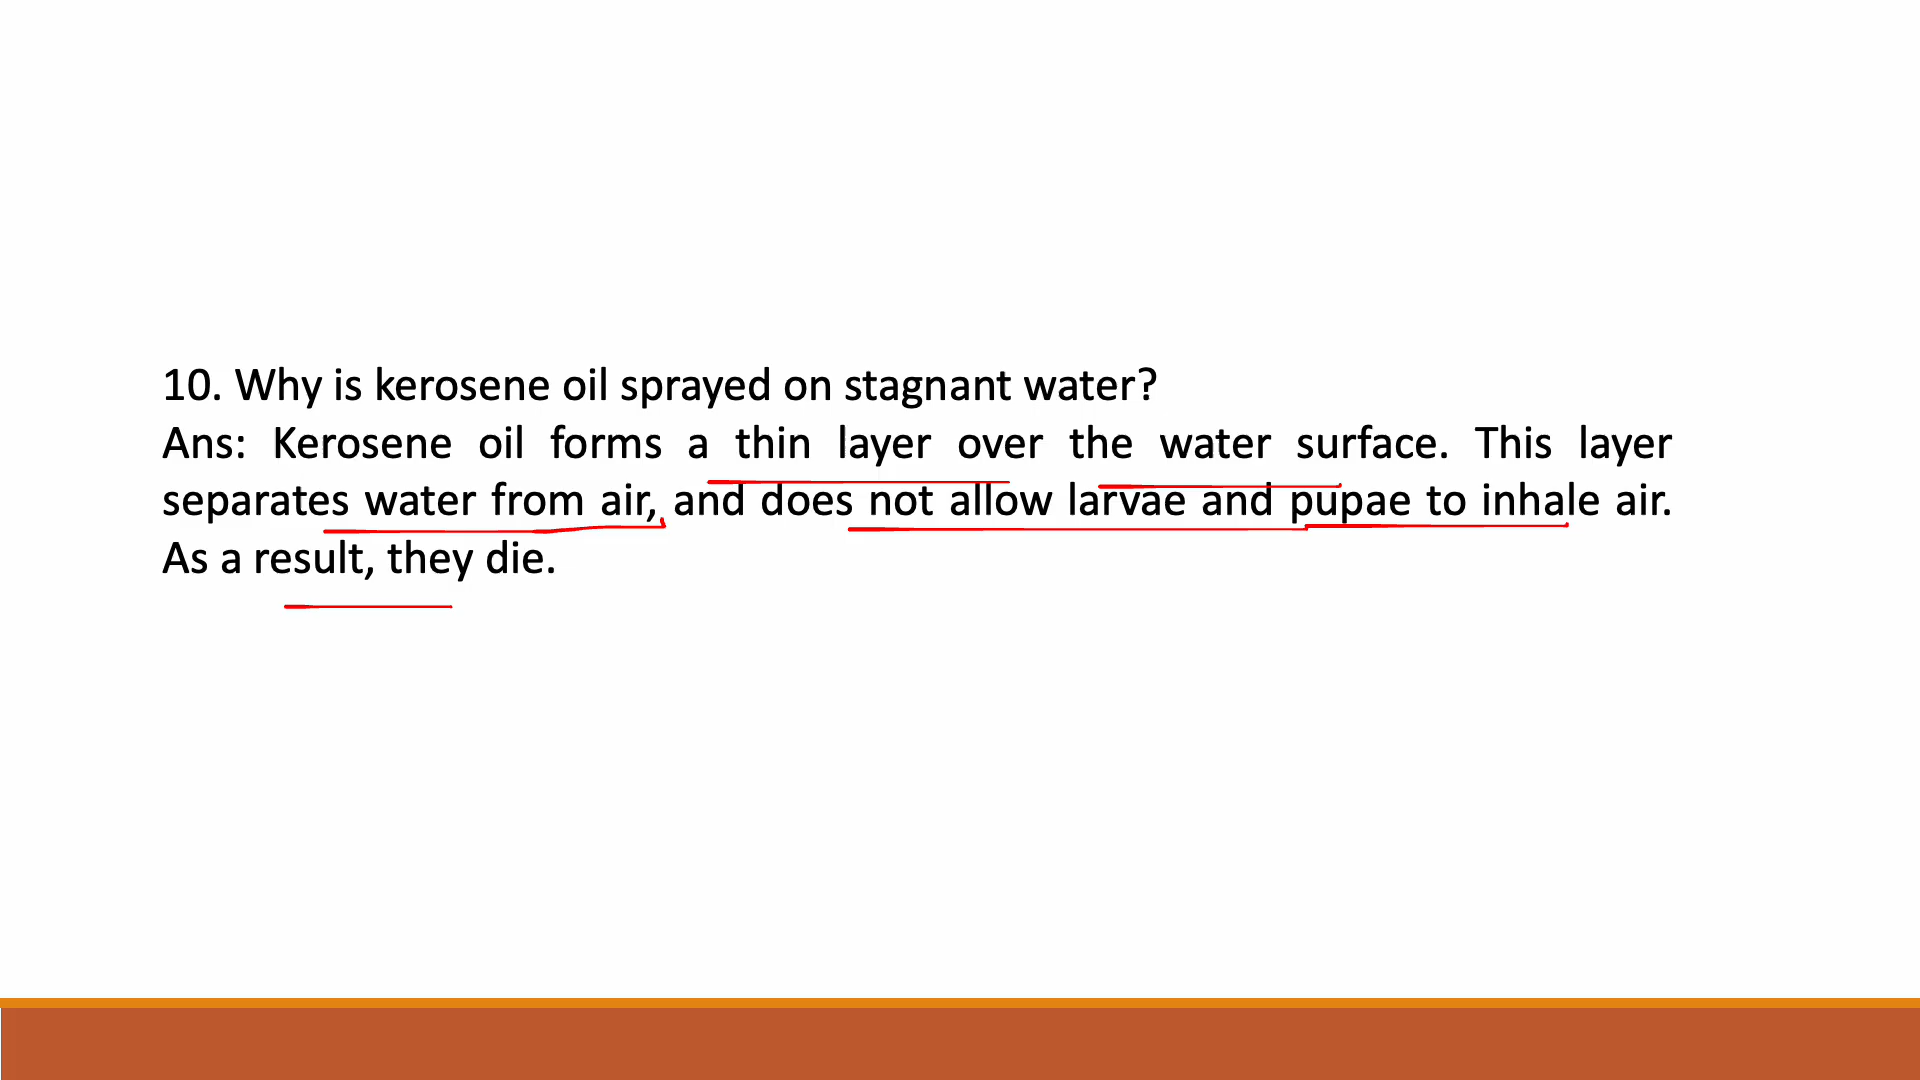 10. Why is kerosene oil sprayed on stagnant water?
Ans: Kerosene oil forms a thin layer over the water surface. This layer
separates water from air, and does not allow larvae and pupae to inhale air.
As a result, they die.